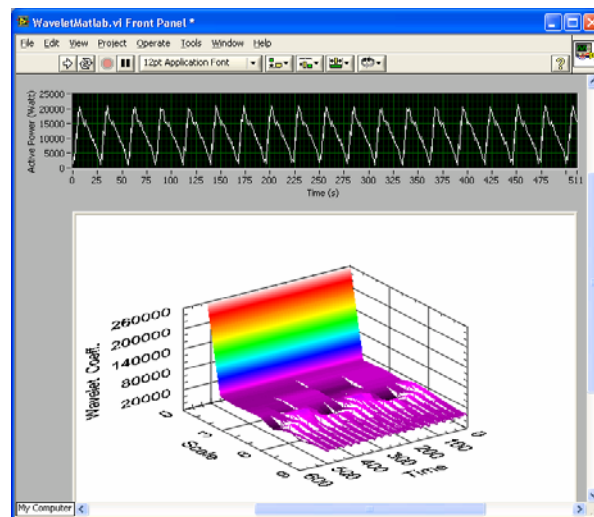 WaveletMatlab.vi Front Panel *
File Edit View Project Operate Tools Window Help
12pt Application Font
?
Active Power (Watt)
25000
20000
15000
10000
5000
0
0 25 50 75 100 125 150 175 200 225 250 275 300 325 350 375 400 425 450 475 511
Time (s)
Wavelet Coeff.
260000
200000
140000
80000
20000
0
Scale
600 500 400 300 200 100 0
Time
My Computer